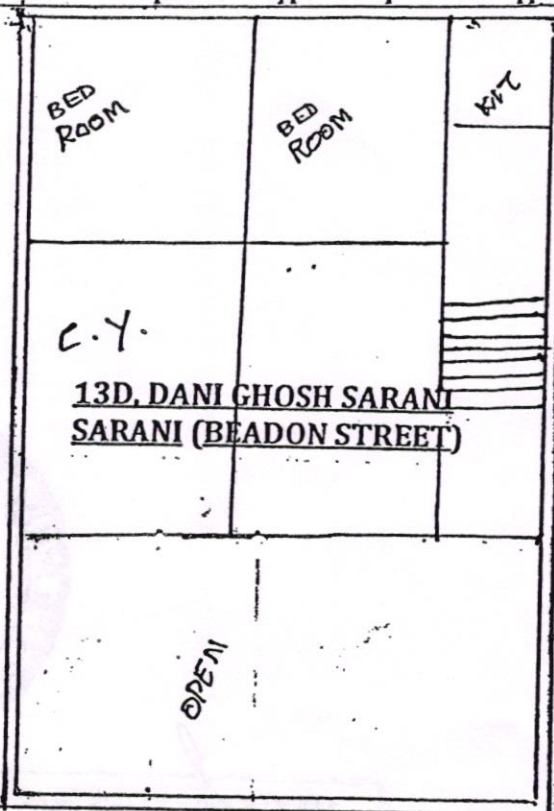 BED
ROOM
BED
ROOM
KIT
C.Y.
13D, DANI GHOSH SARANI
SARANI (BEADON STREET)
OPEN